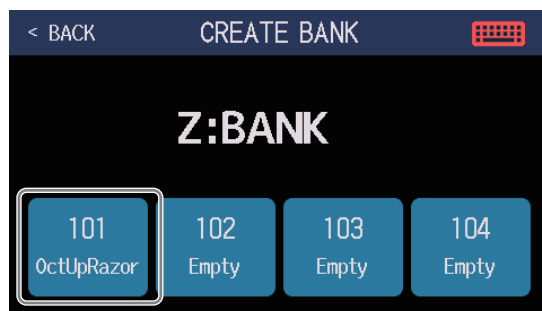 < BACK CREATE BANK
Z:BANK
101 102 103 104
OctUpRazor Empty Empty Empty